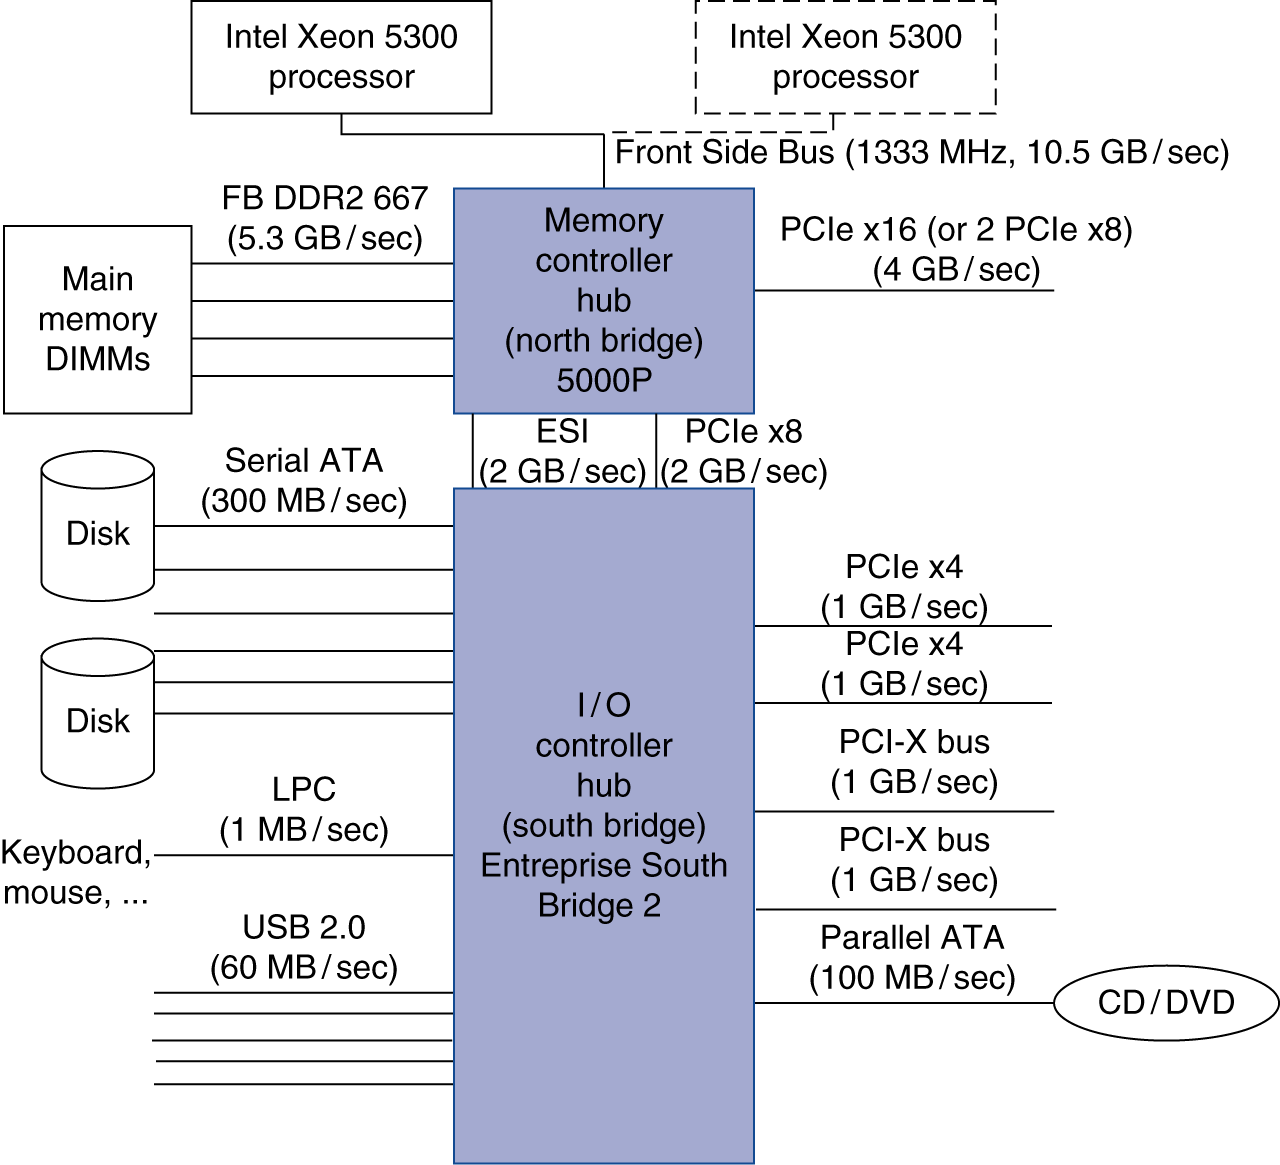 Intel Xeon 5300
processor
Intel Xeon 5300
processor
Front Side Bus (1333 MHz, 10.5 GB/sec)
FB DDR2 667
(5.3 GB/sec)
Main
memory
DIMMs
Memory
controller
hub
(north bridge)
5000P
PCIe x16 (or 2 PCIe x8)
(4 GB/sec)
ESI
(2 GB/sec)
PCIe x8
(2 GB/sec)
Serial ATA
(300 MB/sec)
Disk
Disk
LPC
(1 MB/sec)
Keyboard,
mouse, ...
USB 2.0
(60 MB/sec)
I/O
controller
hub
(south bridge)
Entreprise South
Bridge 2
PCIe x4
(1 GB/sec)
PCIe x4
(1 GB/sec)
PCI-X bus
(1 GB/sec)
PCI-X bus
(1 GB/sec)
Parallel ATA
(100 MB/sec)
CD/DVD